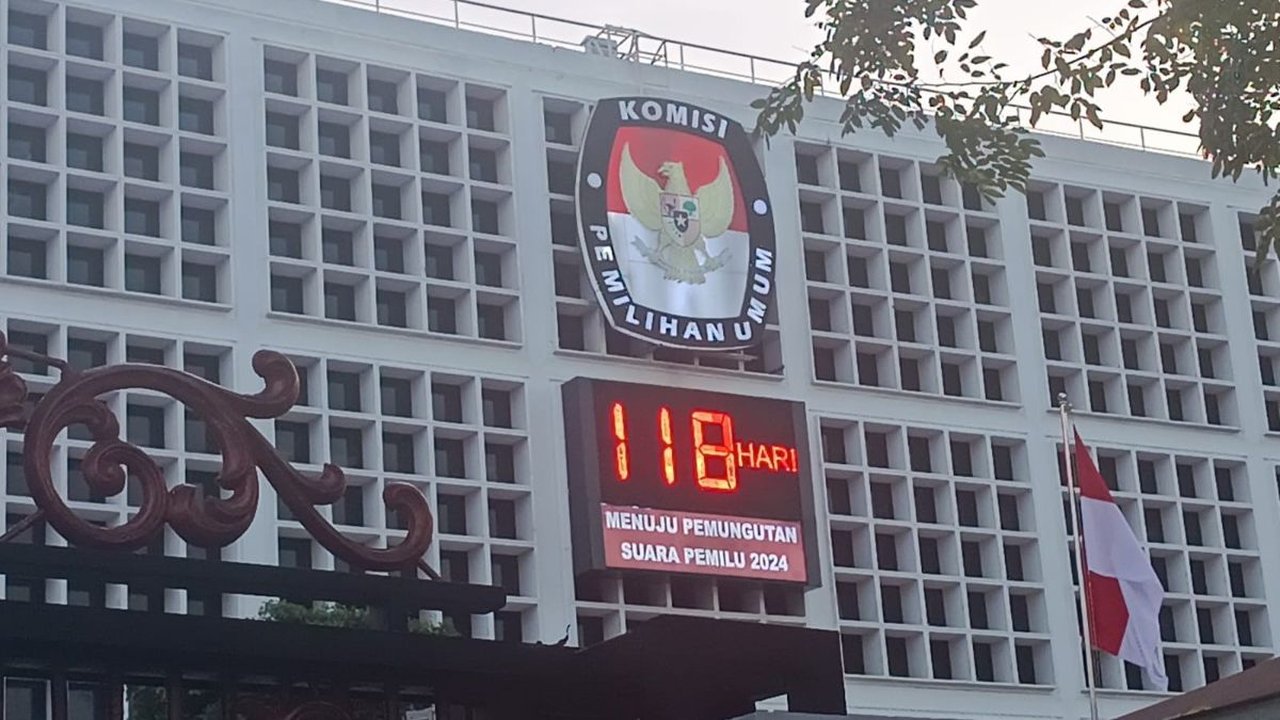 KOMISI
PEMILIHAN UMUM
118 HARI
MENUJU PEMUNGUTAN
SUARA PEMILU 2024